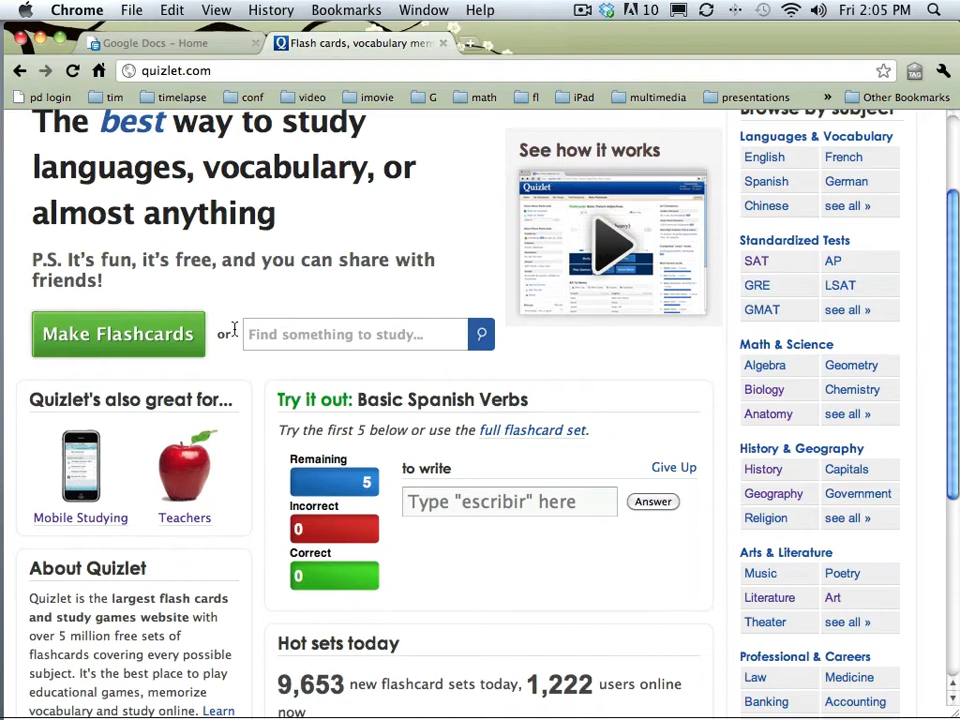 Chrome File Edit View History Bookmarks Window Help 10 Fri 2:05 PM
Google Docs - Home
Flash cards, vocabulary mem
quizlet.com
pd login tim timelapse conf video imovie G math fl iPad multimedia presentations » Other Bookmarks
The best way to study
languages, vocabulary, or
almost anything
P.S. It's fun, it's free, and you can share with
friends!
Make Flashcards or Find something to study...
See how it works
Quizlet
Quizlet's also great for...
Mobile Studying Teachers
About Quizlet
Quizlet is the largest flash cards
and study games website with
over 5 million free sets of
flashcards covering every possible
subject. It's the best place to play
educational games, memorize
vocabulary and study online. Learn
Try it out: Basic Spanish Verbs
Try the first 5 below or use the full flashcard set.
Remaining
5
Incorrect
0
Correct
0
to write Give Up
Type "escribir" here Answer
Hot sets today
9,653 new flashcard sets today, 1,222 users online
now
Browse by subject
Languages & Vocabulary
English French
Spanish German
Chinese see all »
Standardized Tests
SAT AP
GRE LSAT
GMAT see all »
Math & Science
Algebra Geometry
Biology Chemistry
Anatomy see all »
History & Geography
History Capitals
Geography Government
Religion see all »
Arts & Literature
Music Poetry
Literature Art
Theater see all »
Professional & Careers
Law Medicine
Banking Accounting